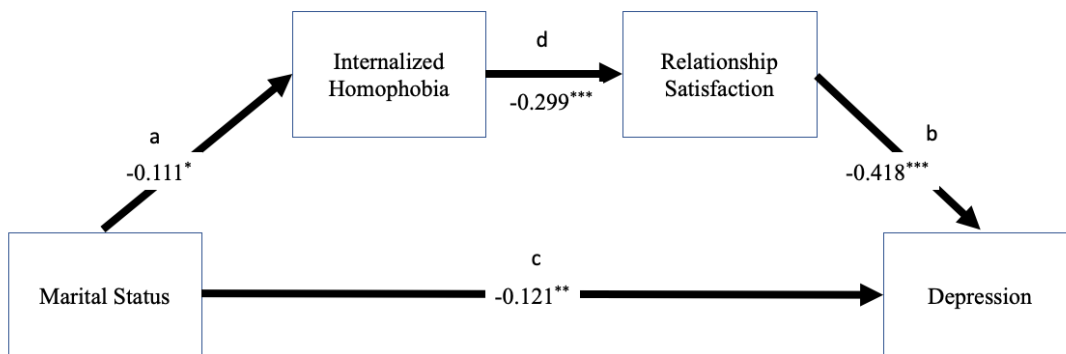 d
Internalized
Homophobia
-0.299***
Relationship
Satisfaction
a
-0.111*
b
-0.418***
Marital Status
c
-0.121**
Depression